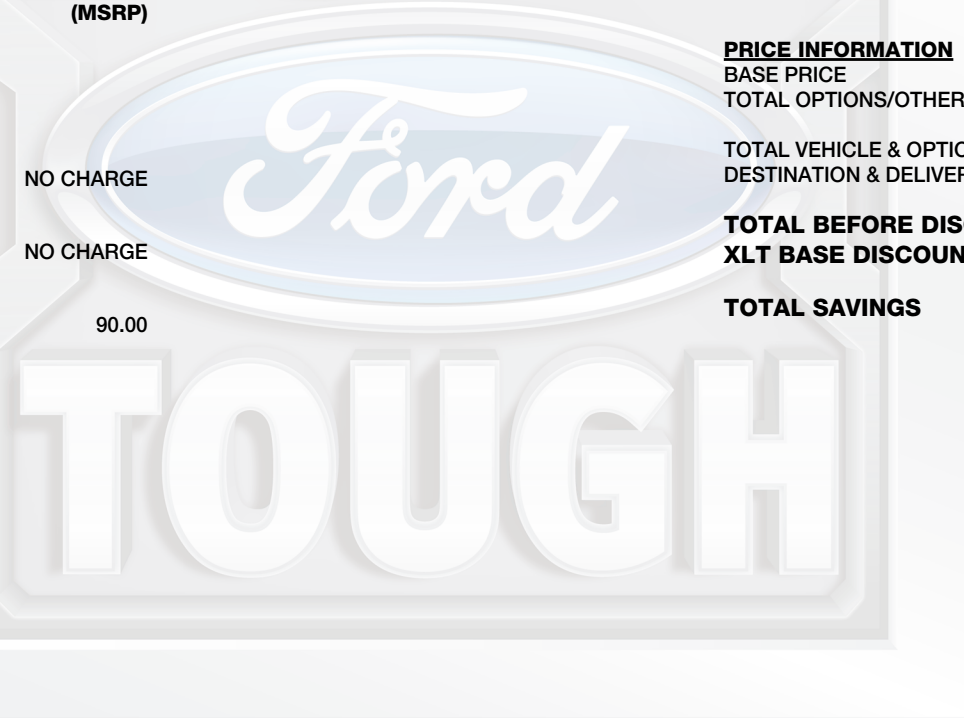 (MSRP)
NO CHARGE
NO CHARGE
90.00
Ford
TOUGH
PRICE INFORMATION
BASE PRICE
TOTAL OPTIONS/OTHER
TOTAL VEHICLE & OPTIO
DESTINATION & DELIVER
TOTAL BEFORE DIS
XLT BASE DISCOUN
TOTAL SAVINGS